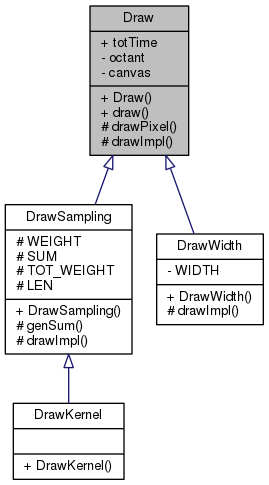 Draw
+ totTime
- octant
- canvas
+ Draw()
+ draw()
# drawPixel()
# drawImpl()
DrawSampling
# WEIGHT
# SUM
# TOT_WEIGHT
# LEN
+ DrawSampling()
# genSum()
# drawImpl()
DrawWidth
- WIDTH
+ DrawWidth()
# drawImpl()
DrawKernel
+ DrawKernel()